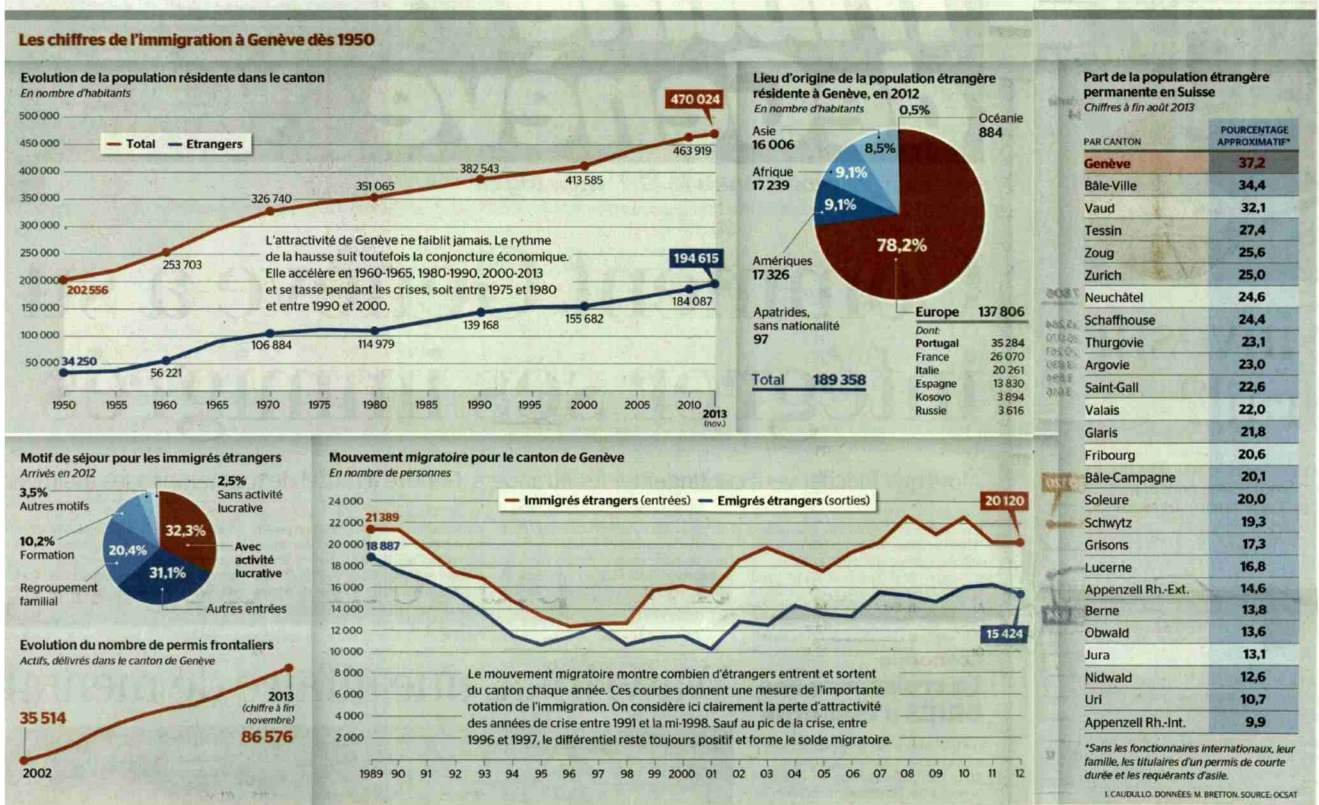 Les chiffres de l'immigration à Genève dès 1950
Evolution de la population résidente dans le canton
En nombre d'habitants
500 000
450 000
400 000
350 000
300 000
250 000
200 000
150 000
100 000
50 000
Total
Etrangers
202 556
253 703
326 740
351 065
382 543
413 585
463 919
470 024
34 250
56 221
106 884
114 979
139 168
155 682
184 087
194 615
L'attractivité de Genève ne faiblit jamais. Le rythme
de la hausse suit toutefois la conjoncture économique.
Elle accélère en 1960-1965, 1980-1990, 2000-2013
et se tasse pendant les crises, soit entre 1975 et 1980
et entre 1990 et 2000.
1950 1955 1960 1965 1970 1975 1980 1985 1990 1995 2000 2005 2010 2013
(nov.)
Lieu d'origine de la population étrangère
résidente à Genève, en 2012
En nombre d'habitants
0,5%
Océanie
884
Asie
16 006
8,5%
Afrique
17 239
9,1%
9,1%
Amériques
17 326
78,2%
Apatrides,
sans nationalité
97
Total 189 358
Europe 137 806
Dont:
Portugal 35 284
France 26 070
Italie 20 261
Espagne 13 830
Kosovo 3 894
Russie 3 616
Part de la population étrangère
permanente en Suisse
Chiffres à fin août 2013
PAR CANTON
POURCENTAGE
APPROXIMATIF*
Genève 37,2
Bâle-Ville 34,4
Vaud 32,1
Tessin 27,4
Zoug 25,6
Zurich 25,0
Neuchâtel 24,6
Schaffhouse 24,4
Thurgovie 23,1
Argovie 23,0
Saint-Gall 22,6
Valais 22,0
Glaris 21,8
Fribourg 20,6
Bâle-Campagne 20,1
Soleure 20,0
Schwytz 19,3
Grisons 17,3
Lucerne 16,8
Appenzell Rh.-Ext. 14,6
Berne 13,8
Obwald 13,6
Jura 13,1
Nidwald 12,6
Uri 10,7
Appenzell Rh.-Int. 9,9
*Sans les fonctionnaires internationaux, leur
famille, les titulaires d'un permis de courte
durée et les requérants d'asile.
I. CAUDULLO. DONNÉES: M. BRETTON. SOURCE: OCSAT
Motif de séjour pour les immigrés étrangers
Arrivés en 2012
3,5%
Autres motifs
2,5%
Sans activité
lucrative
10,2%
Formation
32,3%
Avec
activité
lucrative
20,4%
Regroupement
familial
31,1%
Autres entrées
Evolution du nombre de permis frontaliers
Actifs, délivrés dans le canton de Genève
35 514
2002
2013
(chiffre à fin
novembre)
86 576
Mouvement migratoire pour le canton de Genève
En nombre de personnes
24 000
22 000
20 000
18 000
16 000
14 000
12 000
10 000
8 000
6 000
4 000
2 000
Immigrés étrangers (entrées)
Emigrés étrangers (sorties)
21 389
18 887
20 120
15 424
Le mouvement migratoire montre combien d'étrangers entrent et sortent
du canton chaque année. Ces courbes donnent une mesure de l'importante
rotation de l'immigration. On considère ici clairement la perte d'attractivité
des années de crise entre 1991 et la mi-1998. Sauf au pic de la crise, entre
1996 et 1997, le différentiel reste toujours positif et forme le solde migratoire.
1989 90 91 92 93 94 95 96 97 98 99 2000 01 02 03 04 05 06 07 08 09 10 11 12